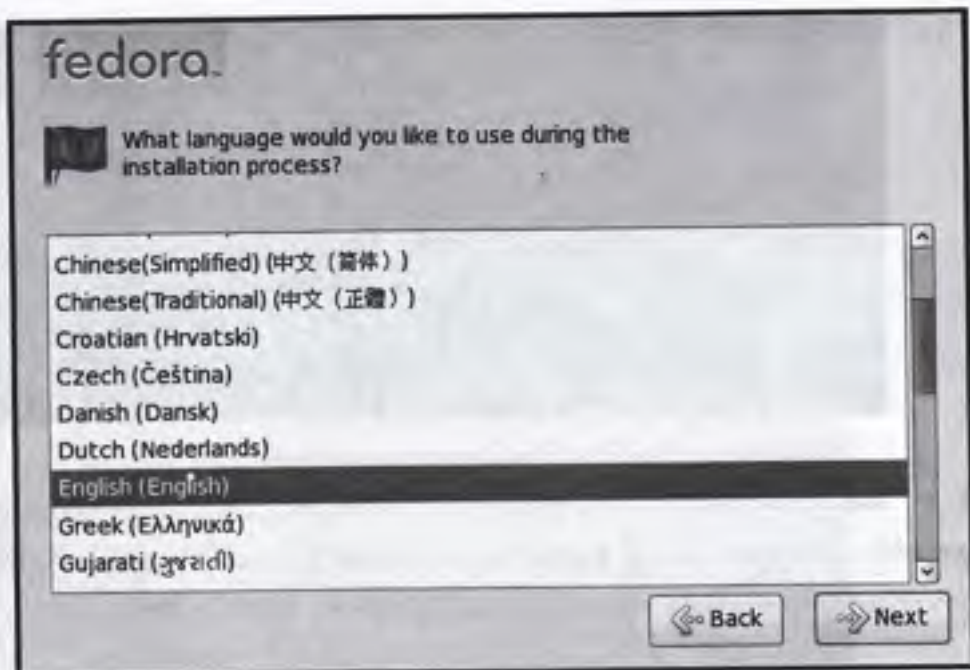 fedora
What language would you like to use during the
installation process?
Chinese(Simplified) (中文（简体）)
Chinese(Traditional) (中文（正體）)
Croatian (Hrvatski)
Czech (Čeština)
Danish (Dansk)
Dutch (Nederlands)
English (English)
Greek (Ελληνικά)
Gujarati (ગુજરાતી)
Back
Next